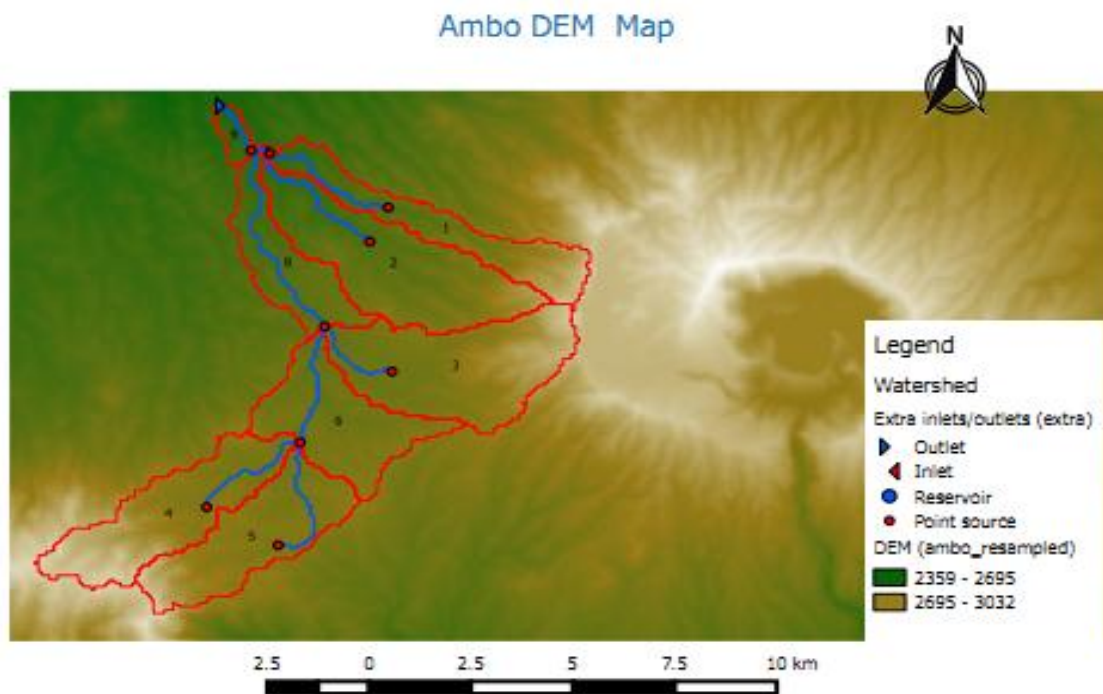 Ambo DEM Map
N
1
2
8
3
4
5
Legend
Watershed
Extra inlets/outlets (extra)
Outlet
Inlet
Reservoir
Point source
DEM (ambo_resampled)
2359 - 2695
2695 - 3032
2.5 0 2.5 5 7.5 10 km